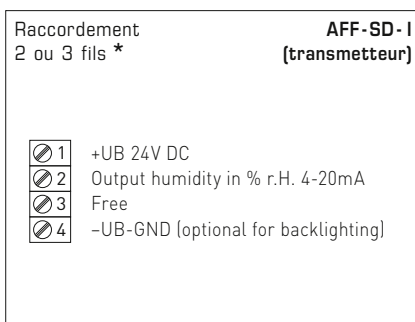 Raccordement AFF-SD-I
2 ou 3 fils * (transmetteur)
1 +UB 24V DC
2 Output humidity in % r.H. 4-20mA
3 Free
4 –UB-GND (optional for backlighting)